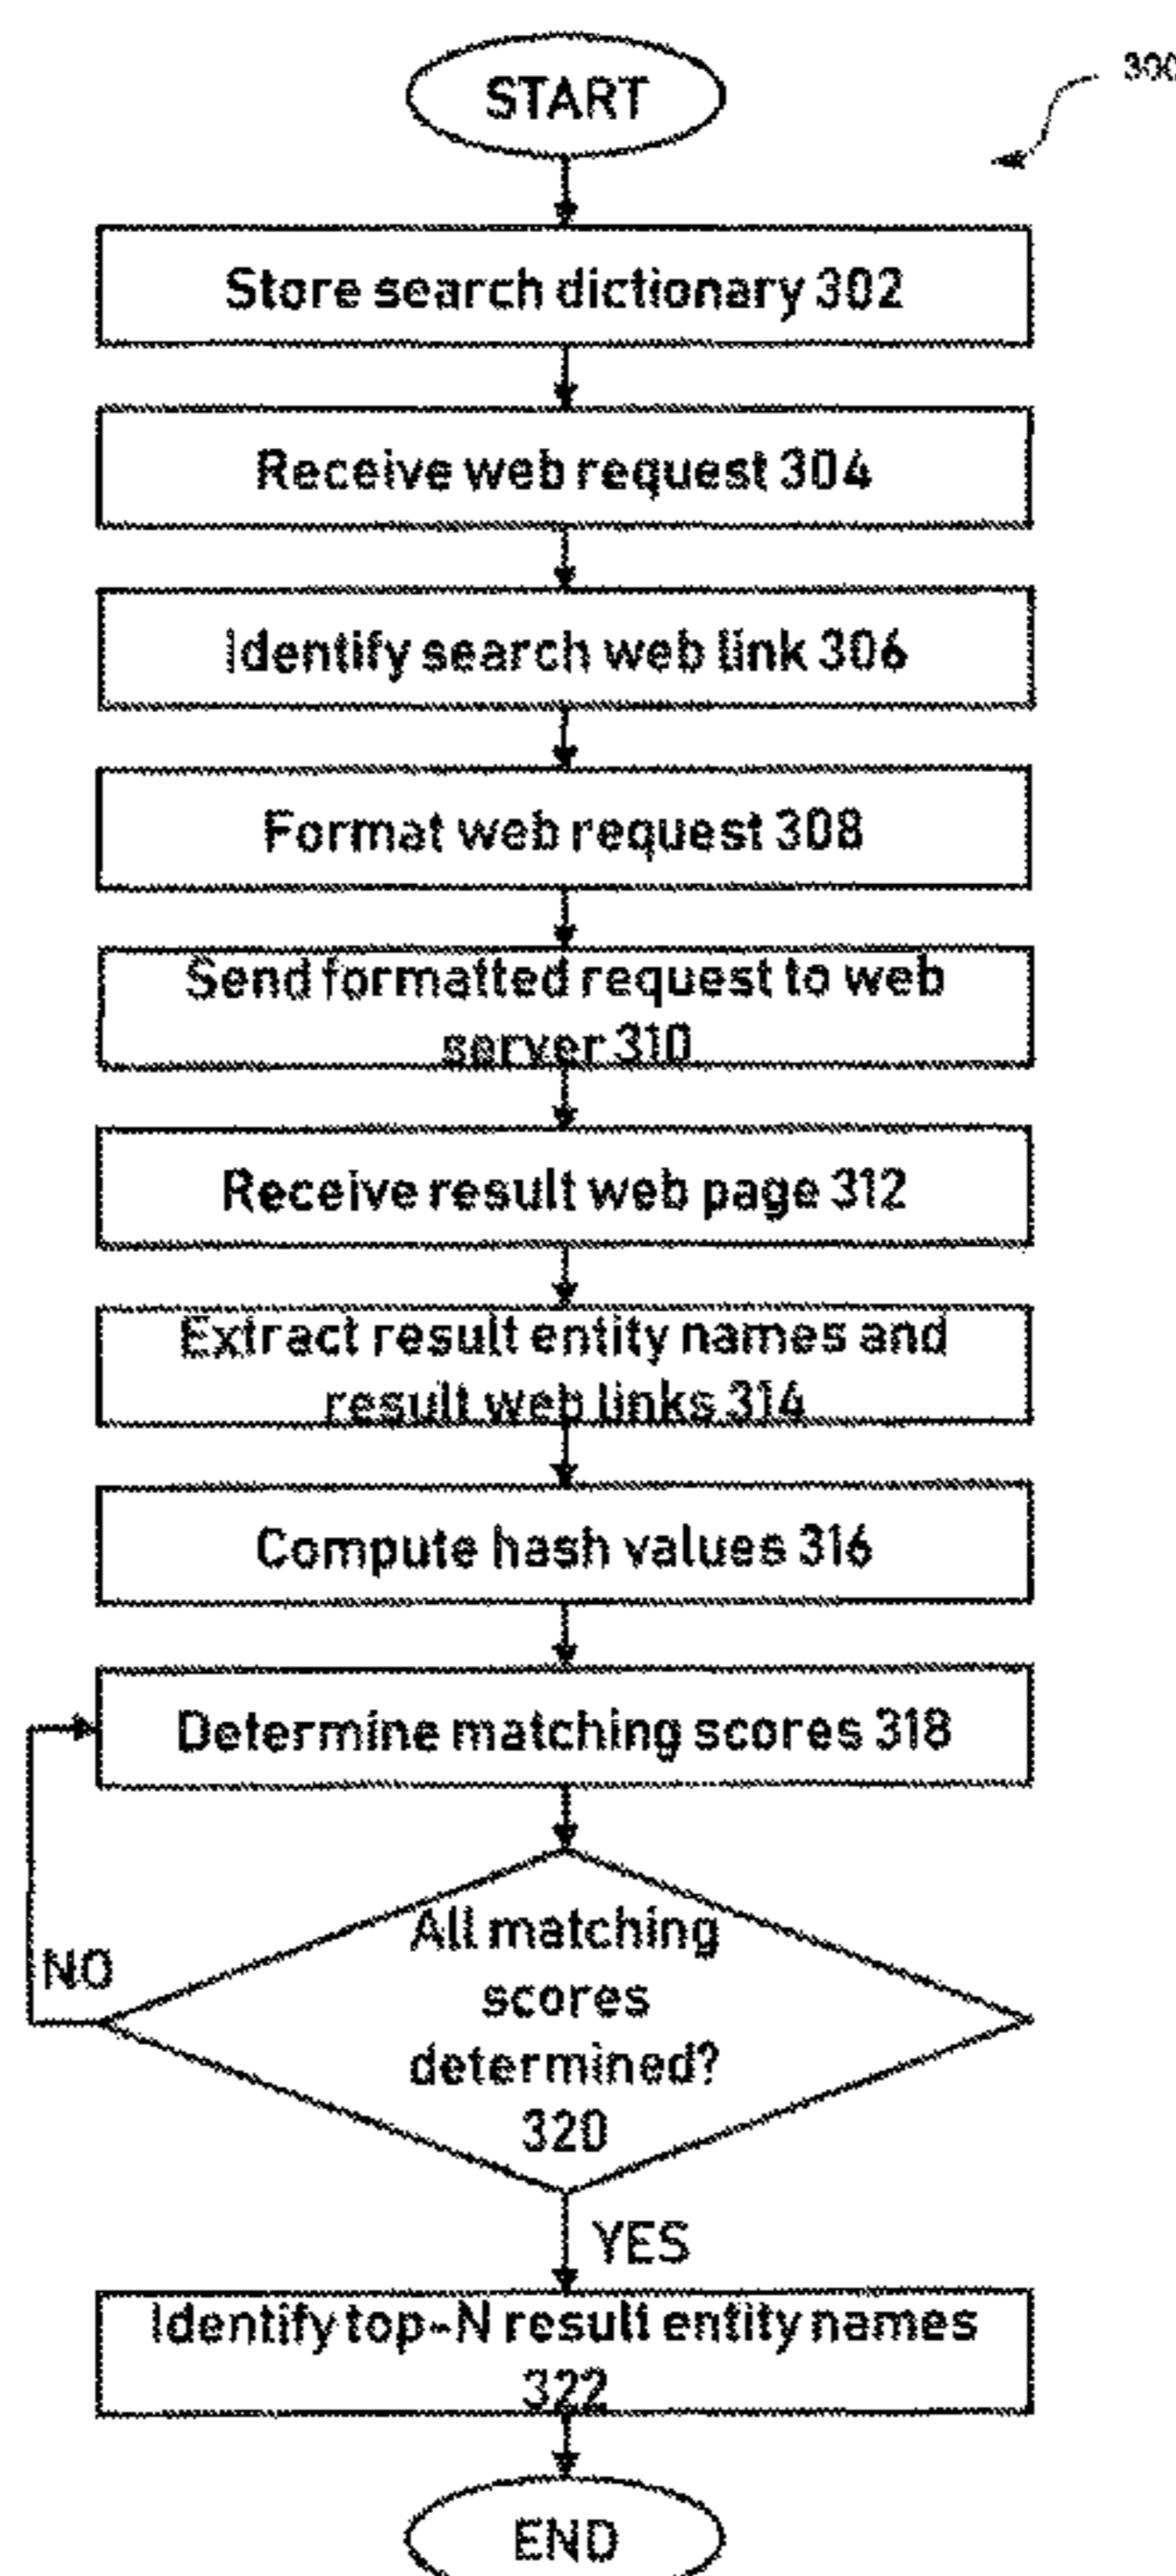 START
300
Store search dictionary 302
Receive web request 304
Identify search web link 306
Format web request 308
Send formatted request to web
server 310
Receive result web page 312
Extract result entity names and
result web links 314
Compute hash values 316
Determine matching scores 318
All matching
scores
determined?
320
NO
YES
Identify top-N result entity names
322
END